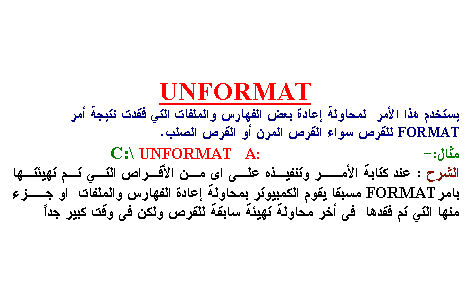 UNFORMAT
يستخدم هذا الأمر لمحاولة إعادة بعض الفهارس والملفات التي فقدت نتيجة أمر
FORMAT للقرص سواء القرص المرن أو القرص الصلب.
مثال:- C:\ UNFORMAT A:
الشرح : عند كتابة الأمر وتنفيذه على اى من الأقراص التي تم تهيئتها
بامر FORMAT مسبقا يقوم الكمبيوتر بمحاولة إعادة الفهارس والملفات او جزء
منها التي تم فقدها فى أخر محاولة تهيئة سابقة للقرص ولكن فى وقت كبير جداً